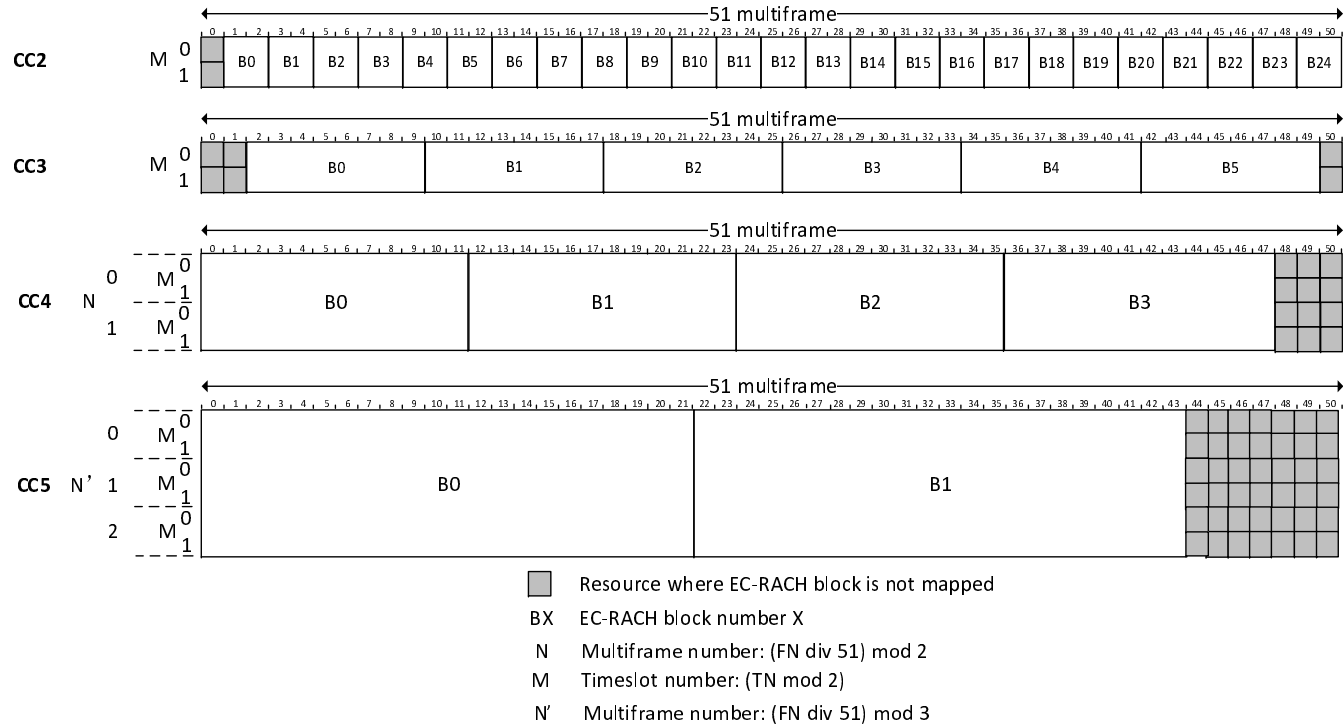 51 multiframe
0 1 2 3 4 5 6 7 8 9 10 11 12 13 14 15 16 17 18 19 20 21 22 23 24 25 26 27 28 29 30 31 32 33 34 35 36 37 38 39 40 41 42 43 44 45 46 47 48 49 50
CC2 M 0 1 B0 B1 B2 B3 B4 B5 B6 B7 B8 B9 B10 B11 B12 B13 B14 B15 B16 B17 B18 B19 B20 B21 B22 B23 B24
51 multiframe
0 1 2 3 4 5 6 7 8 9 10 11 12 13 14 15 16 17 18 19 20 21 22 23 24 25 26 27 28 29 30 31 32 33 34 35 36 37 38 39 40 41 42 43 44 45 46 47 48 49 50
CC3 M 0 1 B0 B1 B2 B3 B4 B5
51 multiframe
0 1 2 3 4 5 6 7 8 9 10 11 12 13 14 15 16 17 18 19 20 21 22 23 24 25 26 27 28 29 30 31 32 33 34 35 36 37 38 39 40 41 42 43 44 45 46 47 48 49 50
0 M 0 1
CC4 N B0 B1 B2 B3
1 M 0 1
51 multiframe
0 1 2 3 4 5 6 7 8 9 10 11 12 13 14 15 16 17 18 19 20 21 22 23 24 25 26 27 28 29 30 31 32 33 34 35 36 37 38 39 40 41 42 43 44 45 46 47 48 49 50
0 M 0 1
CC5 N’ 1 M 0 1 B0 B1
2 M 0 1
Resource where EC-RACH block is not mapped
BX EC-RACH block number X
N Multiframe number: (FN div 51) mod 2
M Timeslot number: (TN mod 2)
N’ Multiframe number: (FN div 51) mod 3